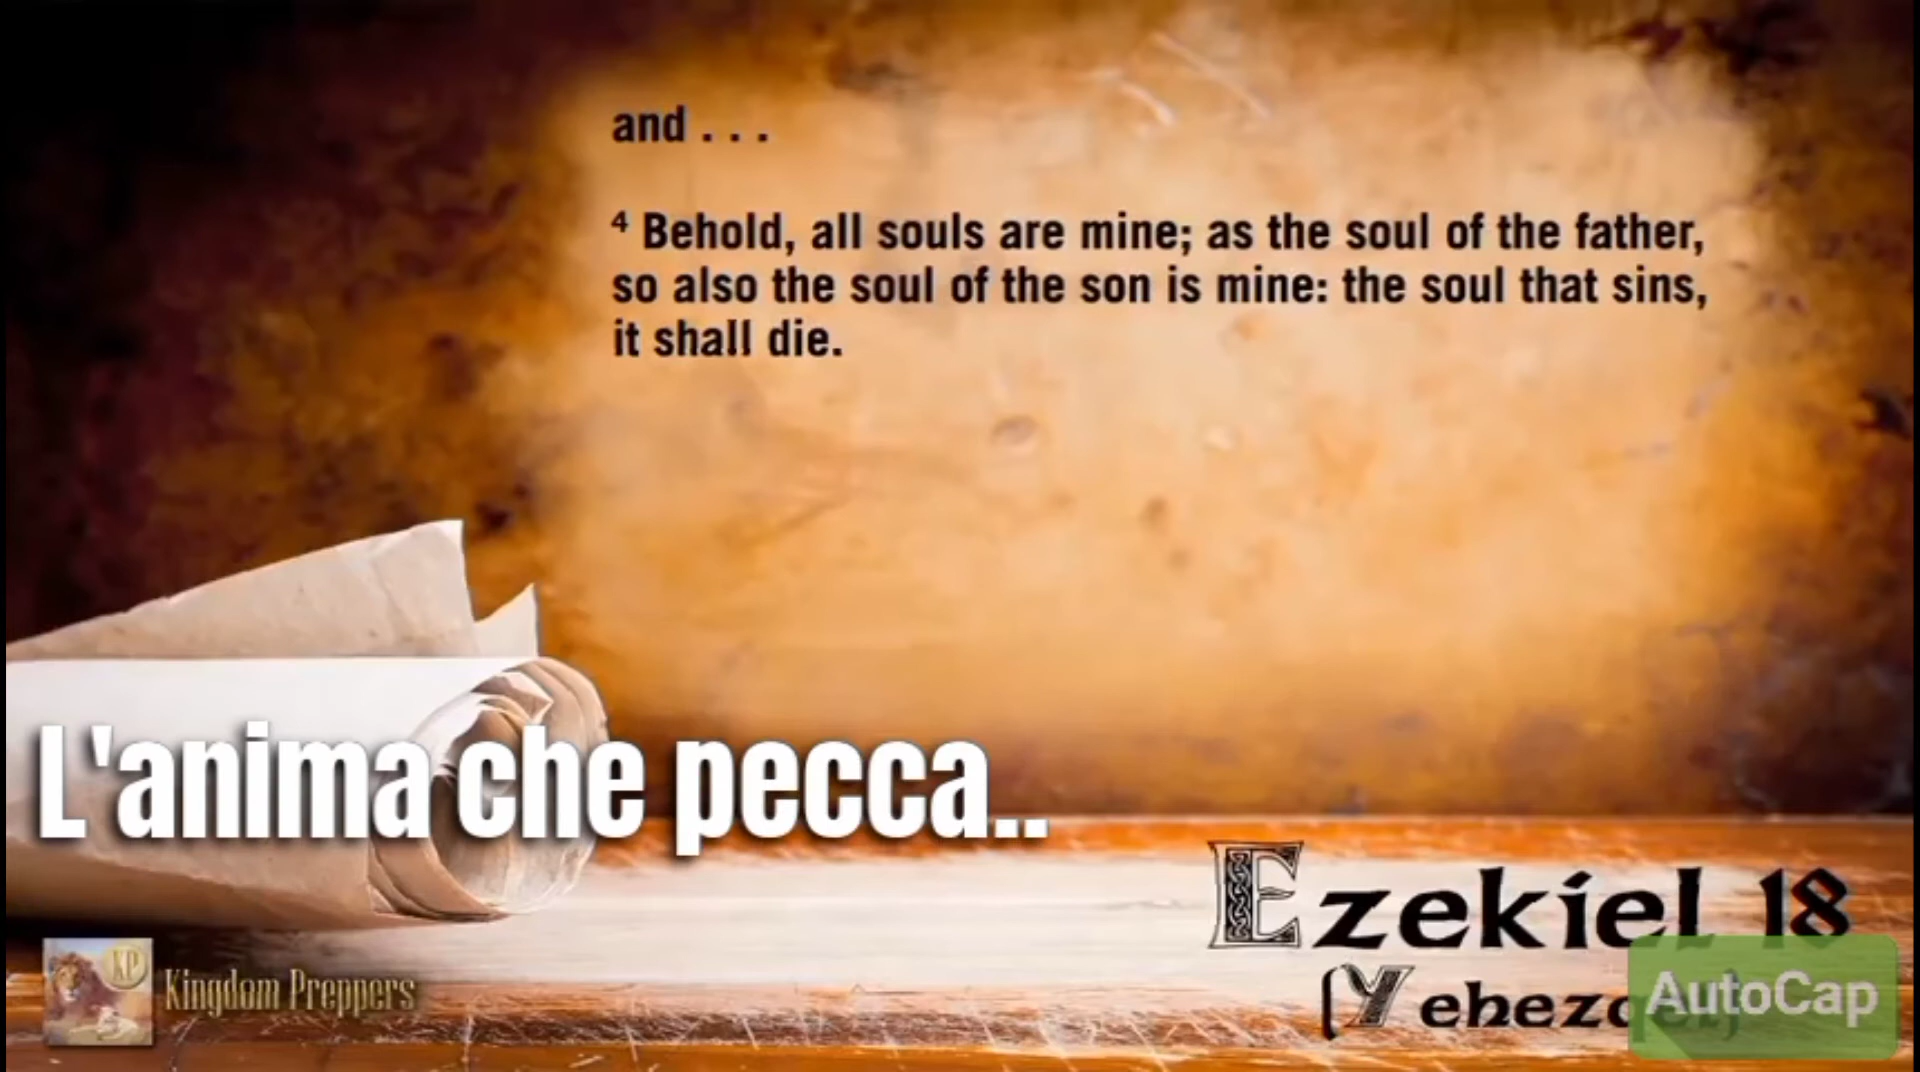 and . . .
⁴ Behold, all souls are mine; as the soul of the father,
so also the soul of the son is mine: the soul that sins,
it shall die.
L'anima che pecca..
Ezekiel 18
KP
Kingdom Preppers
AutoCap